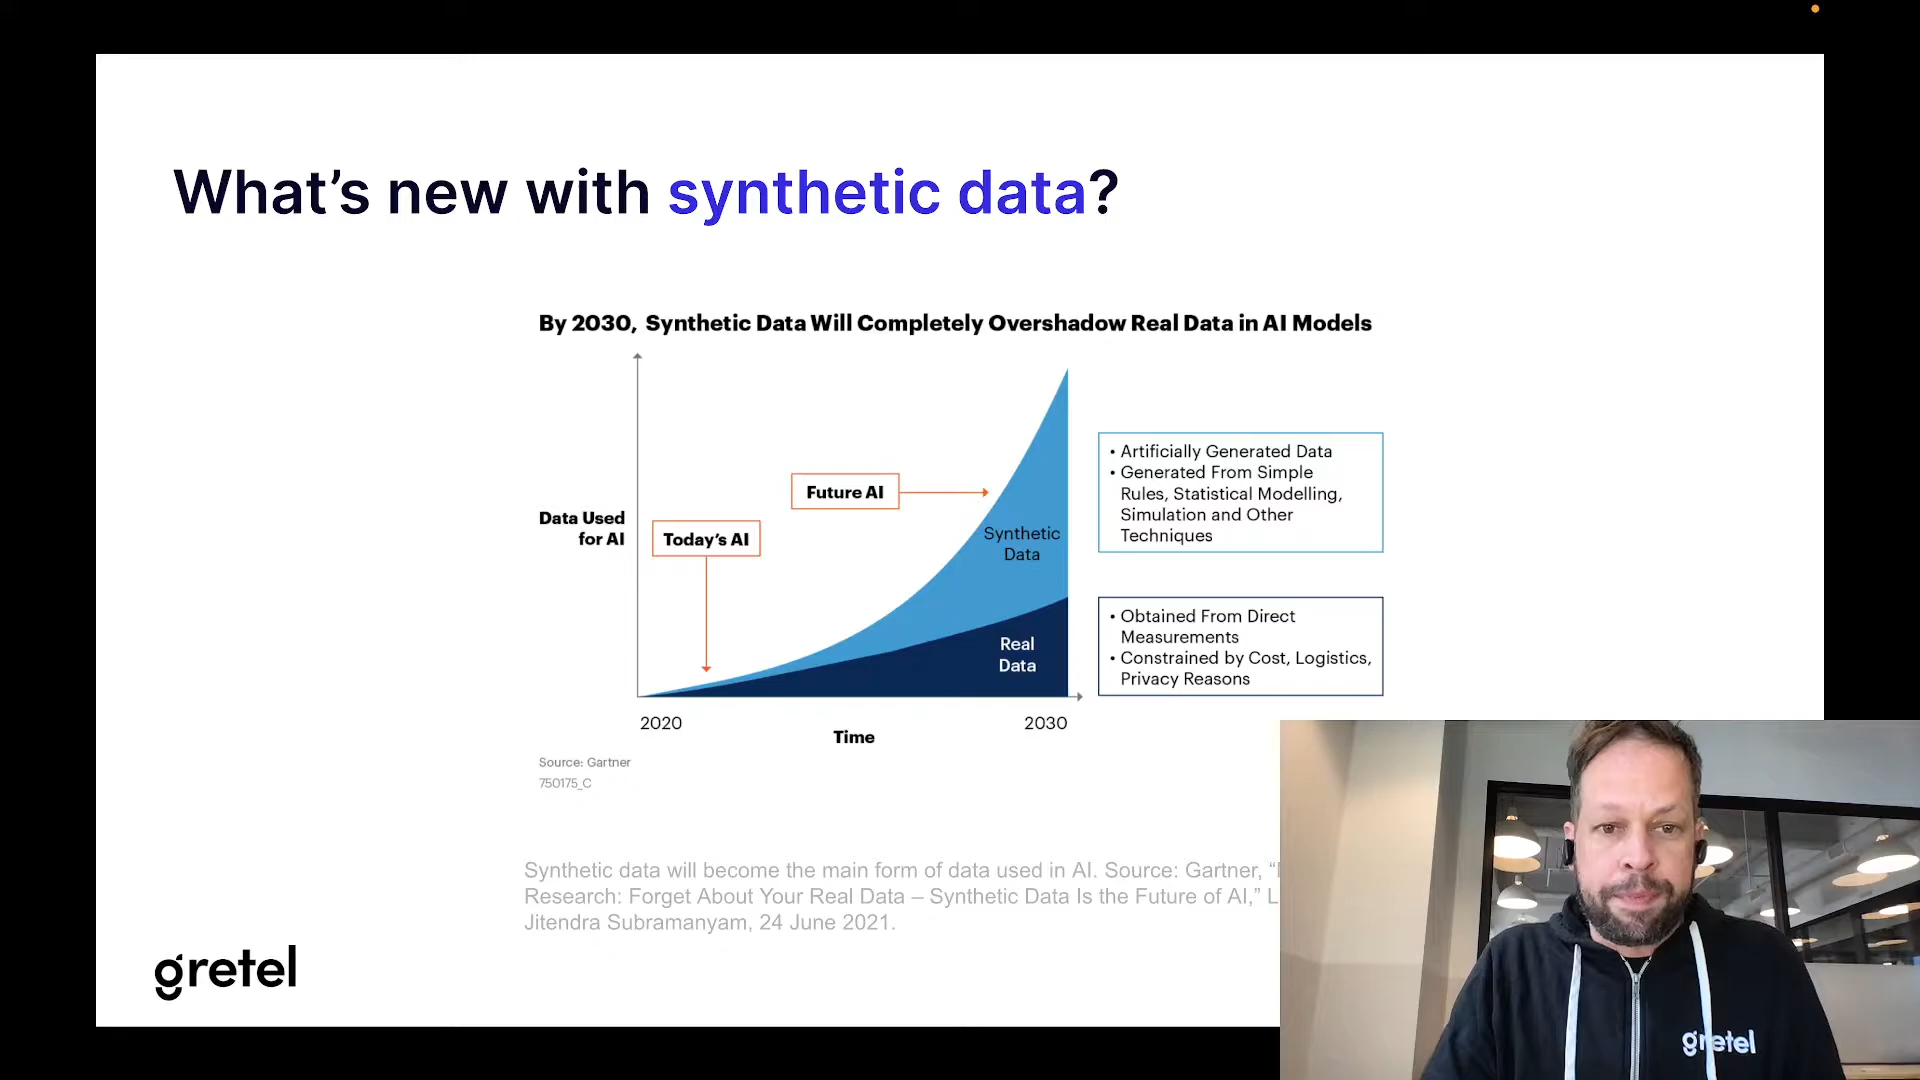 What's new with synthetic data?
By 2030, Synthetic Data Will Completely Overshadow Real Data in AI Models
Data Used
for AI
Today's AI
Future AI
Synthetic
Data
Real
Data
• Artificially Generated Data
• Generated From Simple
Rules, Statistical Modelling,
Simulation and Other
Techniques
• Obtained From Direct
Measurements
• Constrained by Cost, Logistics,
Privacy Reasons
2020
2030
Time
Source: Gartner
750175_C
Synthetic data will become the main form of data used in AI. Source: Gartner, “
Research: Forget About Your Real Data – Synthetic Data Is the Future of AI,” L
Jitendra Subramanyam, 24 June 2021.
gretel
gretel